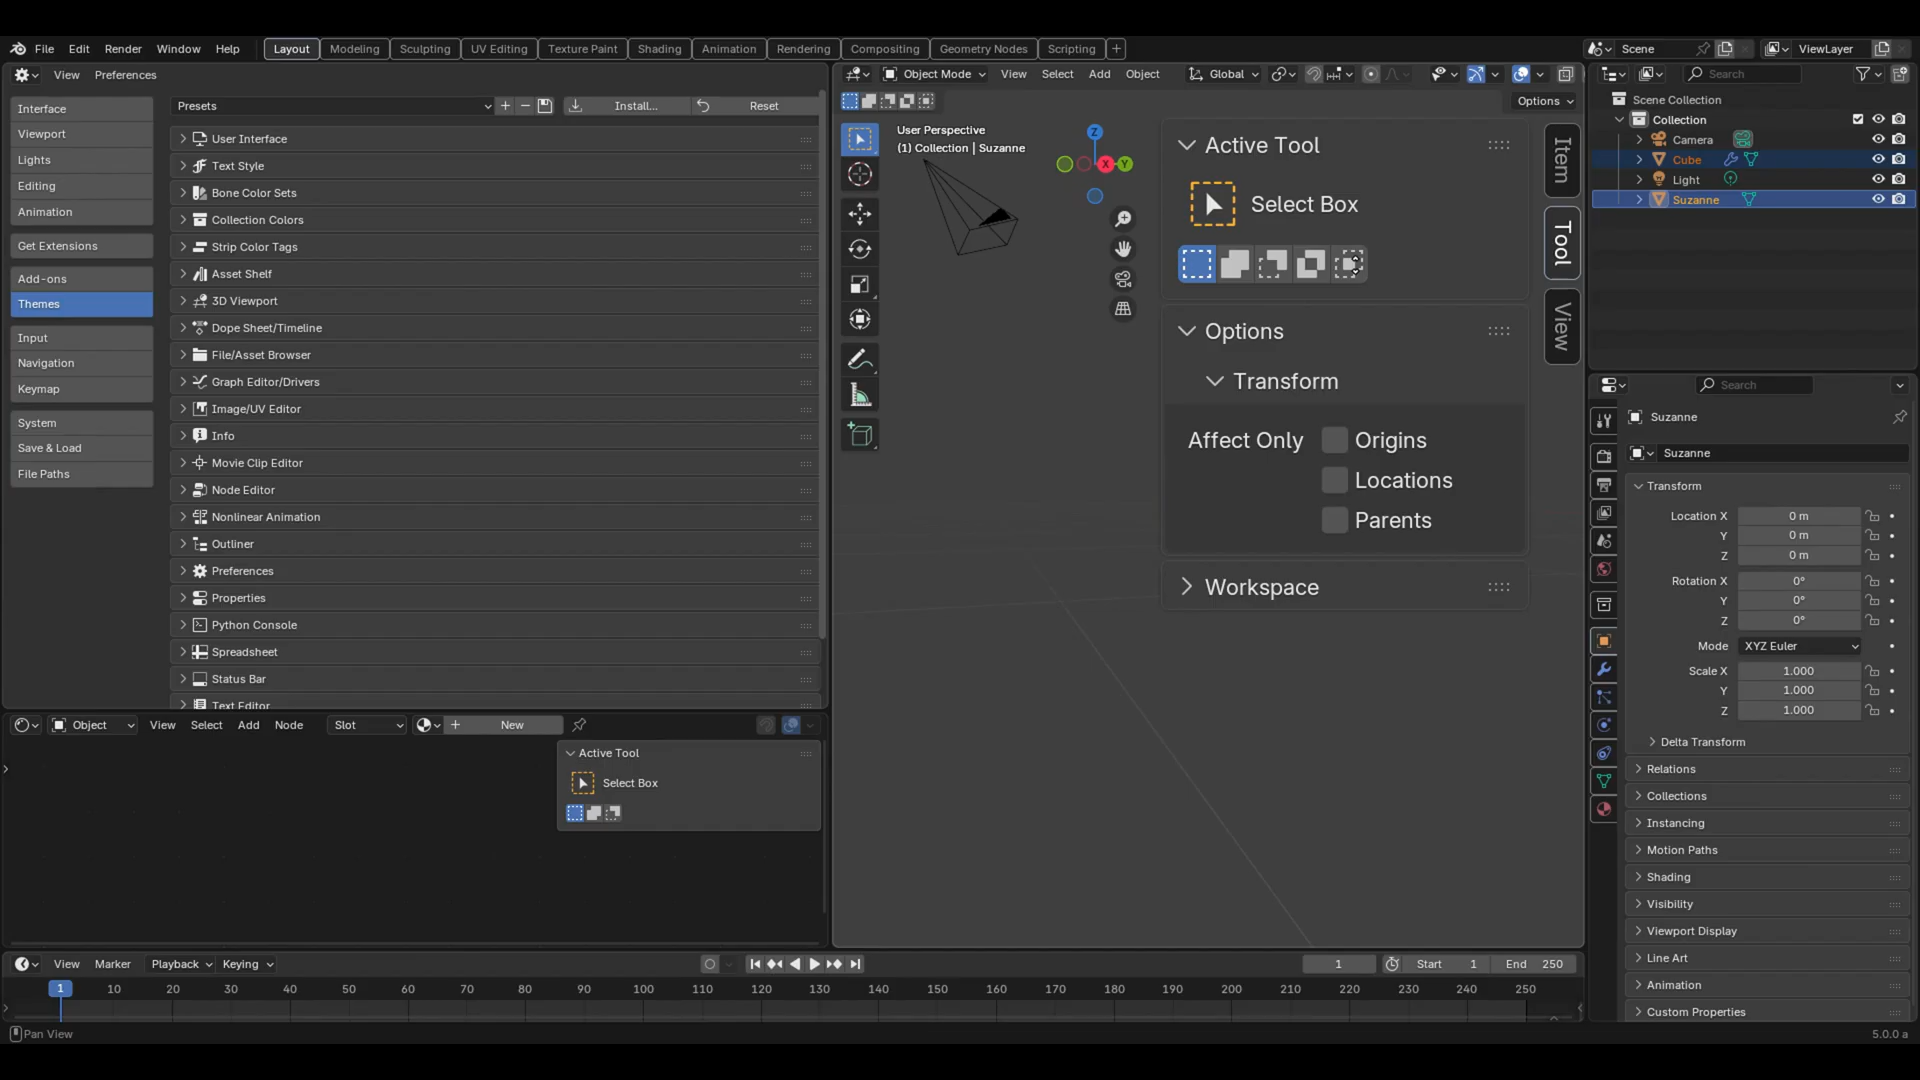 File Edit Render Window Help Layout Modeling Sculpting UV Editing Texture Paint Shading Animation Rendering Compositing Geometry Nodes Scripting + Scene ViewLayer
View Preferences
Interface
Viewport
Lights
Editing
Animation
Get Extensions
Add-ons
Themes
Input
Navigation
Keymap
System
Save & Load
File Paths
Presets Install... Reset
User Interface
Text Style
Bone Color Sets
Collection Colors
Strip Color Tags
Asset Shelf
3D Viewport
Dope Sheet/Timeline
File/Asset Browser
Graph Editor/Drivers
Image/UV Editor
Info
Movie Clip Editor
Node Editor
Nonlinear Animation
Outliner
Preferences
Properties
Python Console
Spreadsheet
Status Bar
Text Editor
Object Mode View Select Add Object Global
Options
User Perspective
(1) Collection | Suzanne
Z
X
Y
Active Tool
Select Box
Options
Transform
Affect Only Origins
Locations
Parents
Workspace
Item
Tool
View
Search
Scene Collection
Collection
Camera
Cube
Light
Suzanne
Search
Suzanne
Suzanne
Transform
Location X 0 m
Y 0 m
Z 0 m
Rotation X 0°
Y 0°
Z 0°
Mode XYZ Euler
Scale X 1.000
Y 1.000
Z 1.000
Delta Transform
Relations
Collections
Instancing
Motion Paths
Shading
Visibility
Viewport Display
Line Art
Animation
Custom Properties
Object View Select Add Node Slot New
Active Tool
Select Box
View Marker Playback Keying 1 Start 1 End 250
1 10 20 30 40 50 60 70 80 90 100 110 120 130 140 150 160 170 180 190 200 210 220 230 240 250
Pan View 5.0.0 a